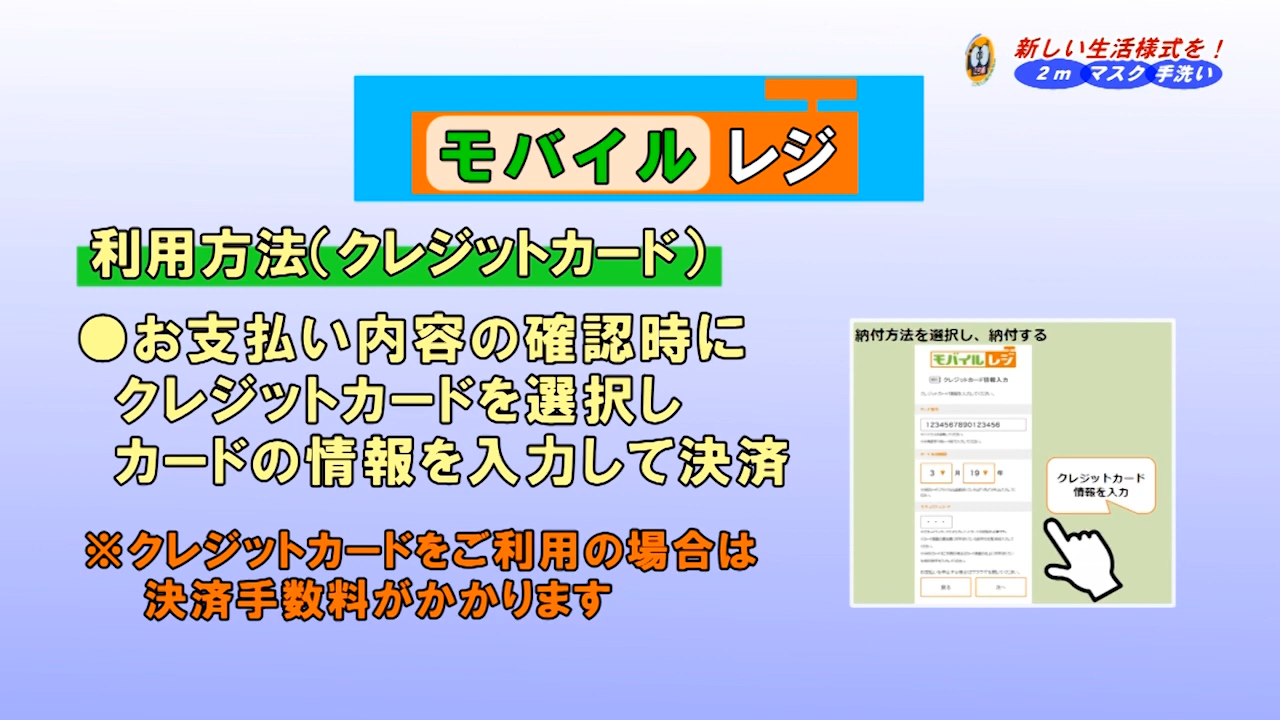 新しい生活様式を！
2m マスク 手洗い
モバイルレジ
利用方法(クレジットカード)
●お支払い内容の確認時に
クレジットカードを選択し
カードの情報を入力して決済
※クレジットカードをご利用の場合は
決済手数料がかかります
納付方法を選択し、納付する
モバイルレジ
クレジットカード情報入力
1234567890123456
3 月 19 年
クレジットカード
情報を入力
戻る 次へ